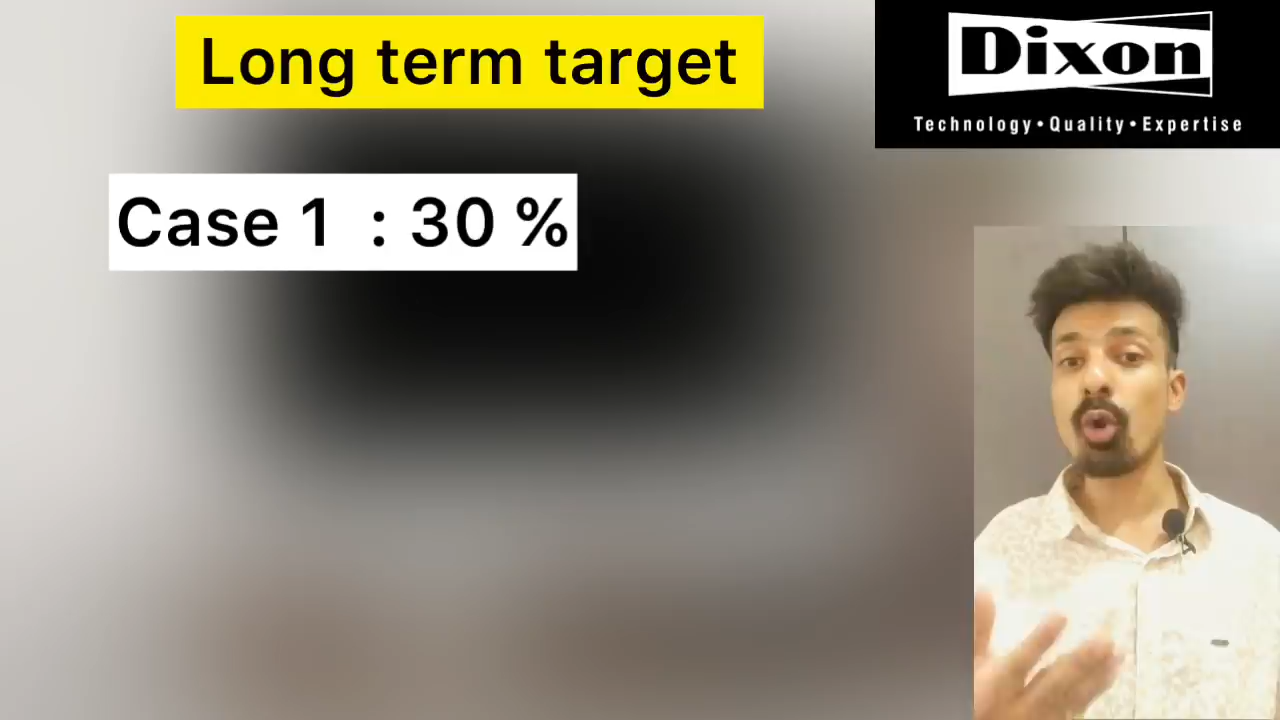 Long term target
Dixon
Technology • Quality • Expertise
Case 1 : 30 %